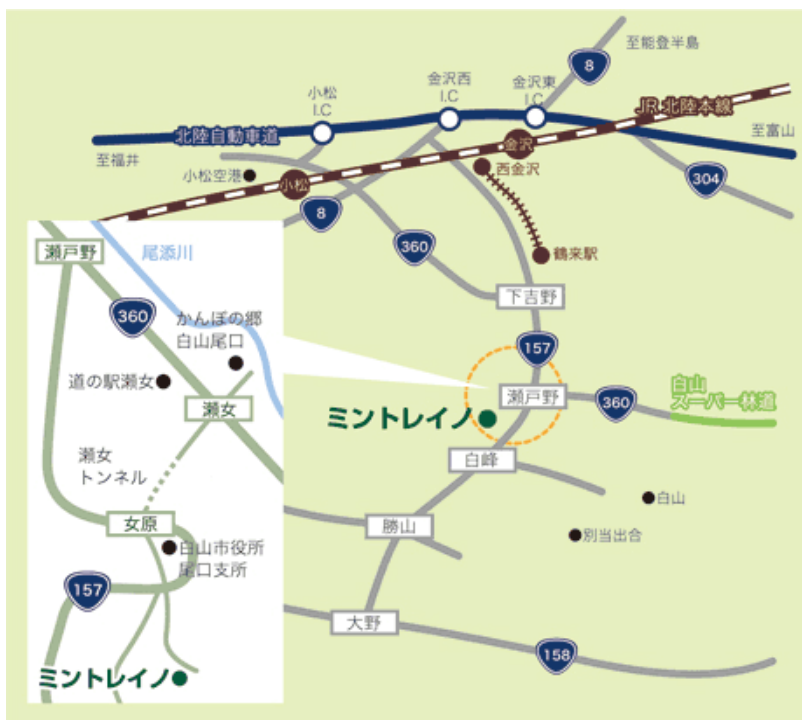 至能登半島
8
小松
I.C
金沢西
I.C
金沢東
I.C
JR 北陸本線
北陸自動車道
至福井
至富山
金沢
小松空港
小松
西金沢
304
8
360
鶴来駅
下吉野
157
瀬戸野
360
白山
スーパー林道
ミントレイノ
白峰
白山
勝山
別当出合
大野
158
瀬戸野
尾添川
360
かんぽの郷
白山尾口
道の駅瀬女
瀬女
瀬女
トンネル
女原
白山市役所
尾口支所
157
ミントレイノ